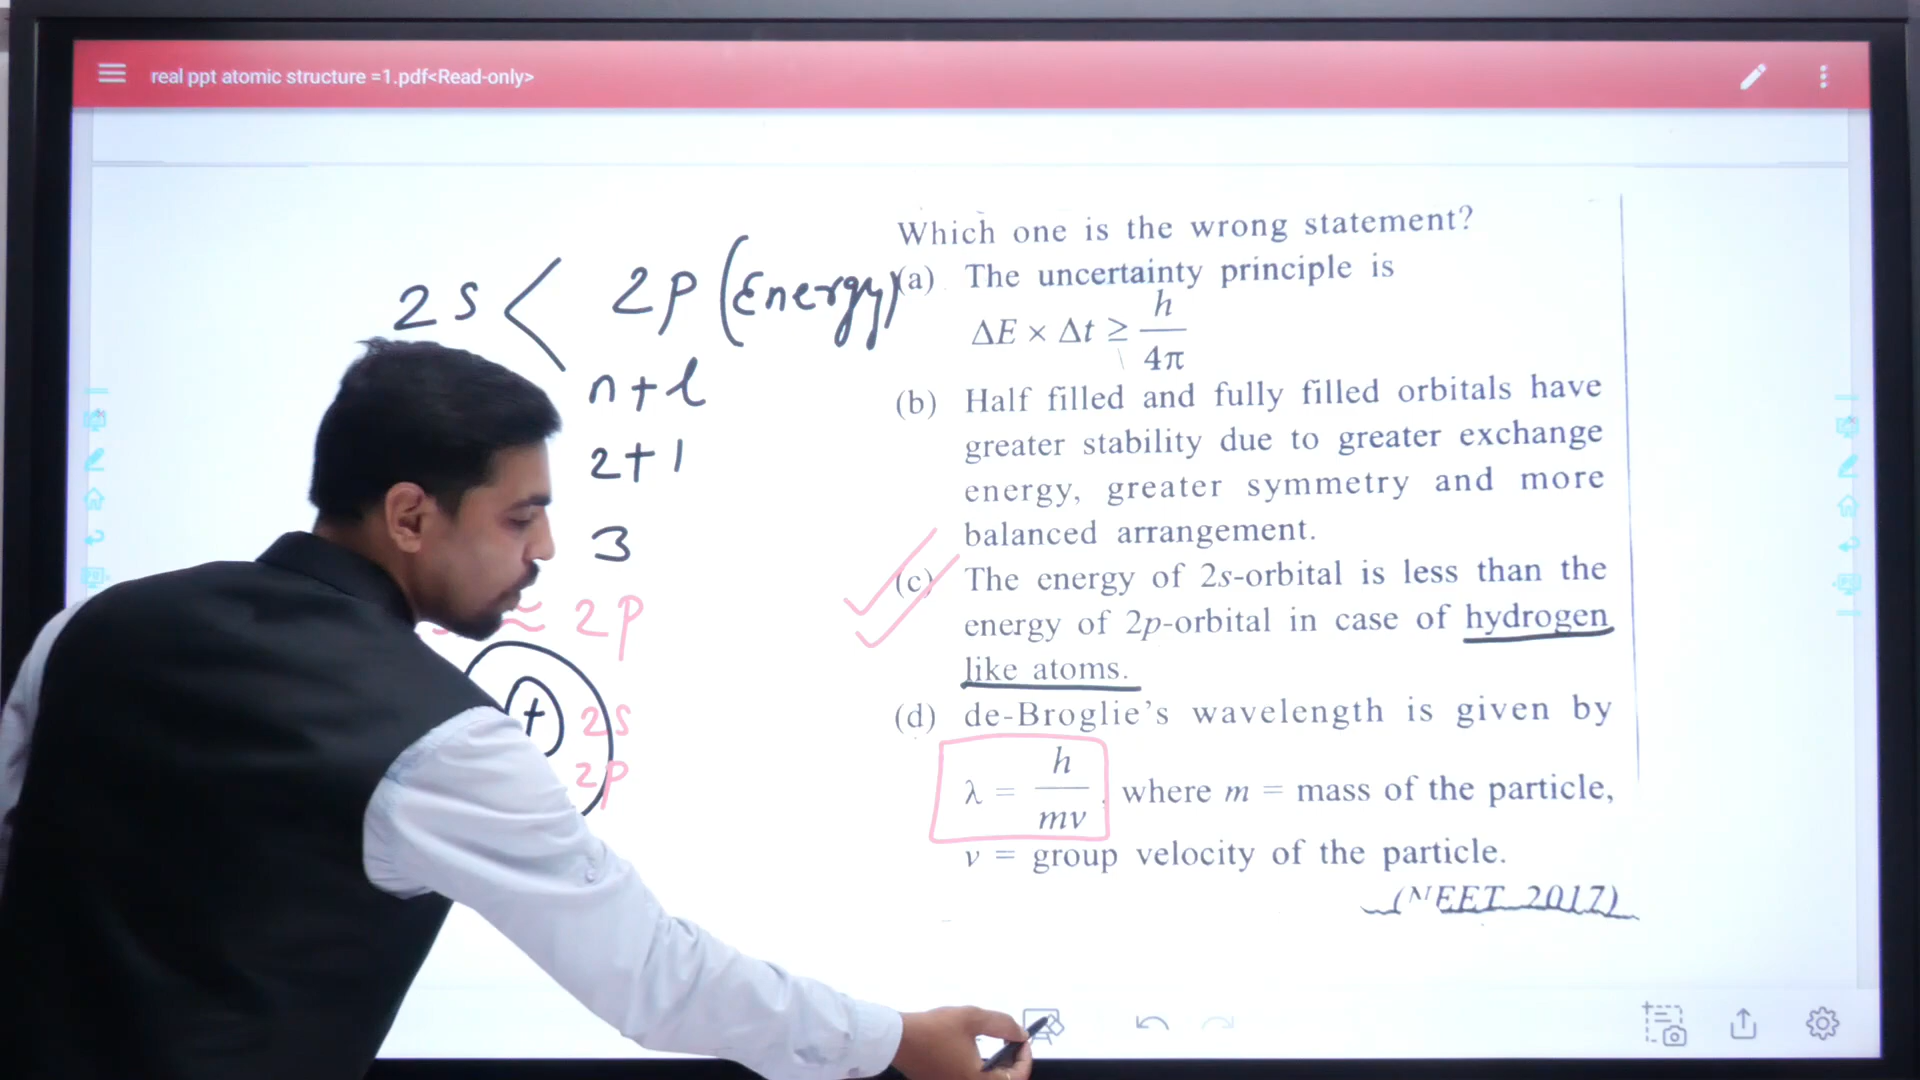 real ppt atomic structure =1.pdf<Read-only>
2s < 2p (Energy)
n+l
2+1
3
≈ 2p
+ 2s
2p
Which one is the wrong statement?
(a) The uncertainty principle is
ΔE × Δt ≥ h/4π
(b) Half filled and fully filled orbitals have
greater stability due to greater exchange
energy, greater symmetry and more
balanced arrangement.
(c) The energy of 2s-orbital is less than the
energy of 2p-orbital in case of hydrogen
like atoms.
(d) de-Broglie's wavelength is given by
λ = h/mv, where m = mass of the particle,
v = group velocity of the particle.
(NEET 2017)